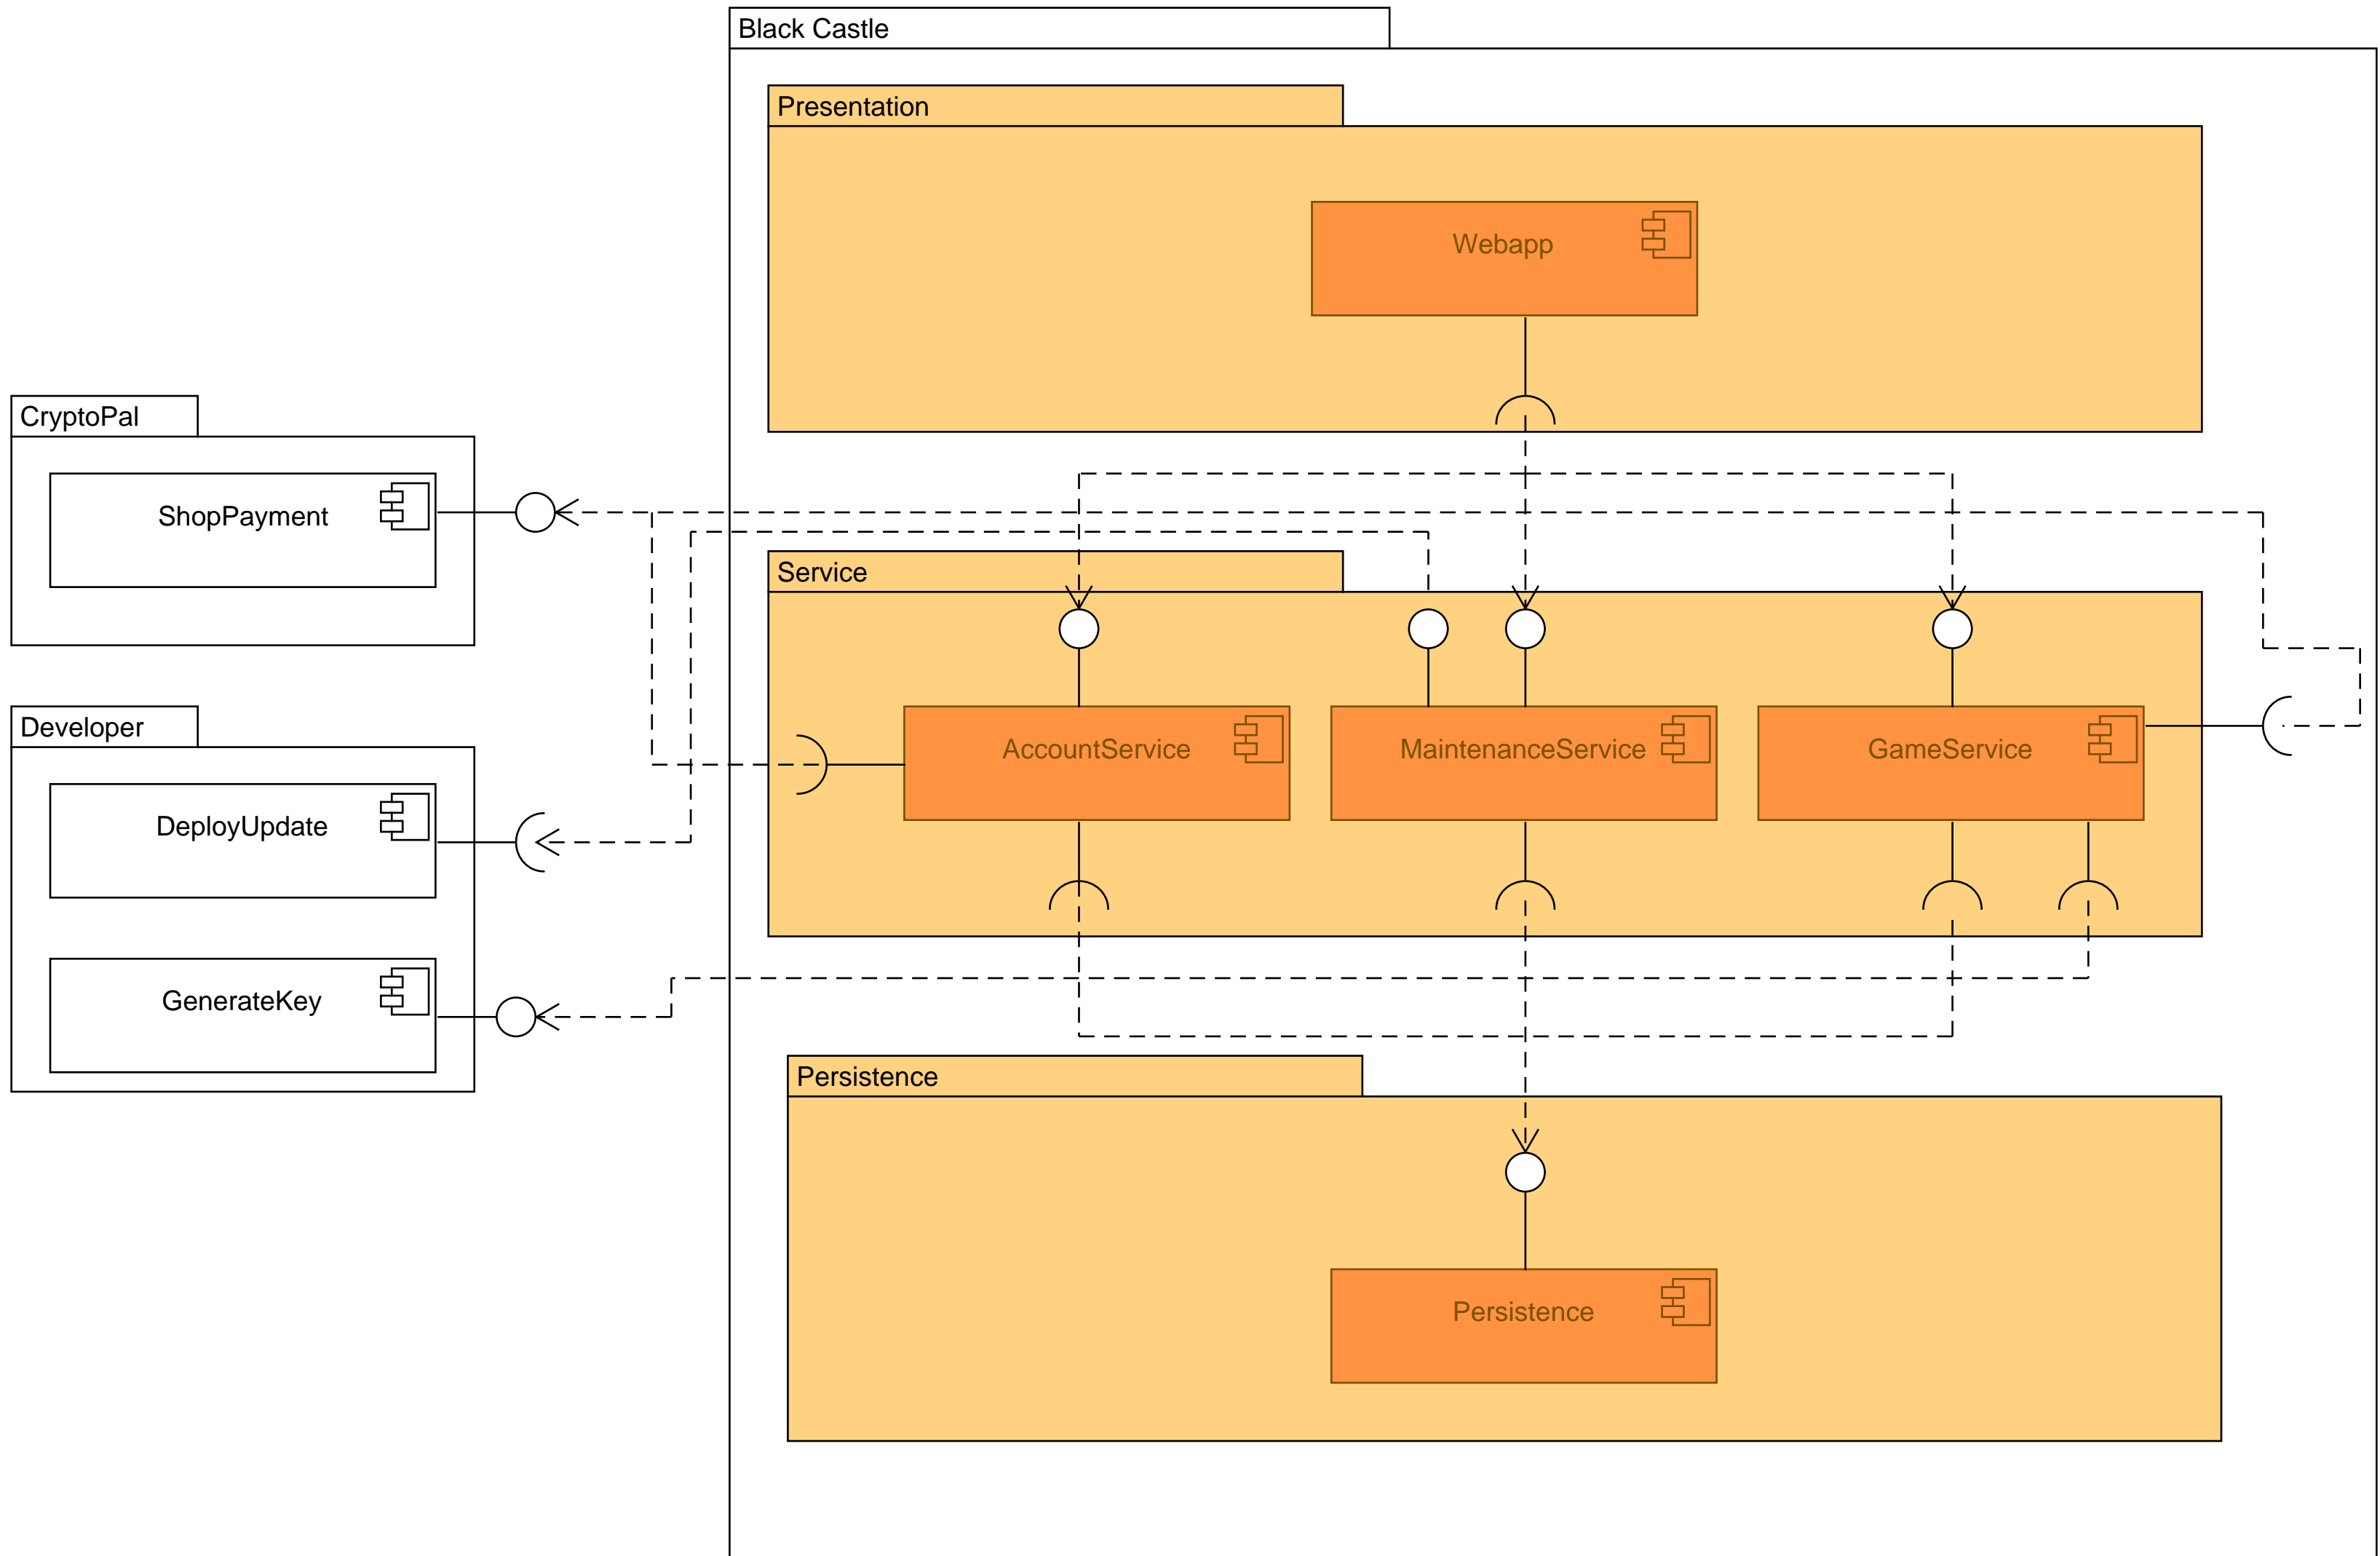 Black Castle
Presentation
Webapp
CryptoPal
ShopPayment
Service
Developer
AccountService
MaintenanceService
GameService
DeployUpdate
GenerateKey
Persistence
Persistence